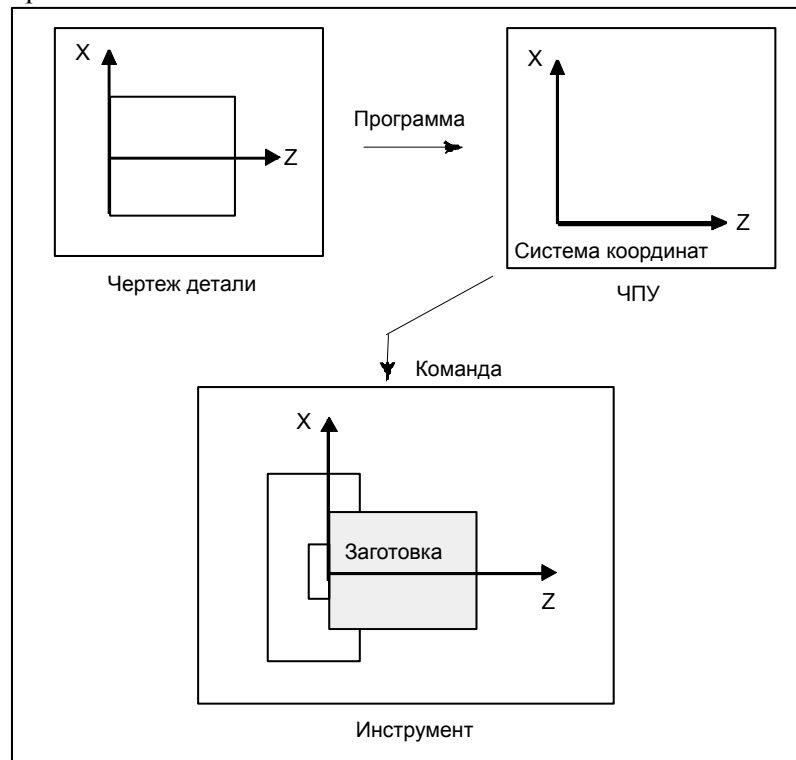 X
Z
Чертеж детали
Программа
X
Z
Система координат
ЧПУ
Команда
X
Заготовка
Z
Инструмент